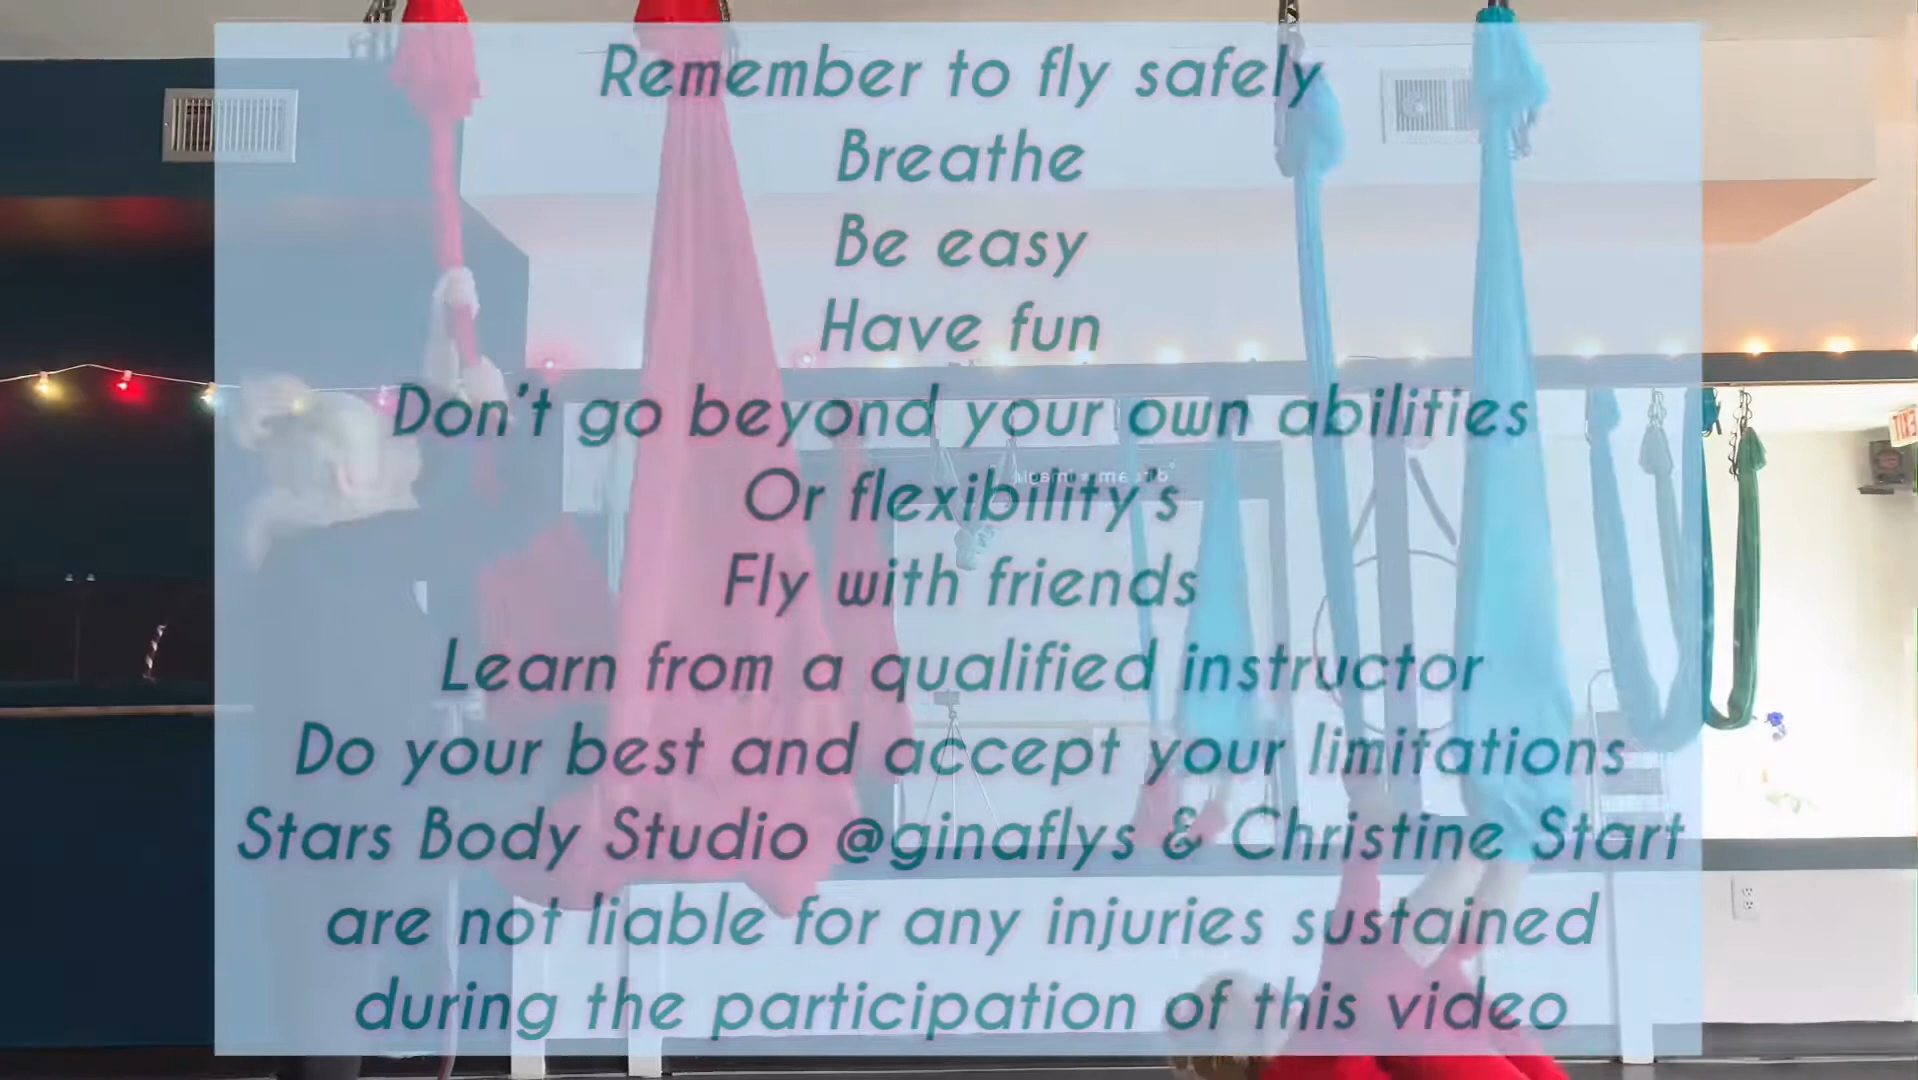 Remember to fly safely
Breathe
Be easy
Have fun
Don't go beyond your own abilities
Or flexibility's
Fly with friends
Learn from a qualified instructor
Do your best and accept your limitations
Stars Body Studio @ginaflys & Christine Start
are not liable for any injuries sustained
during the participation of this video
EXIT